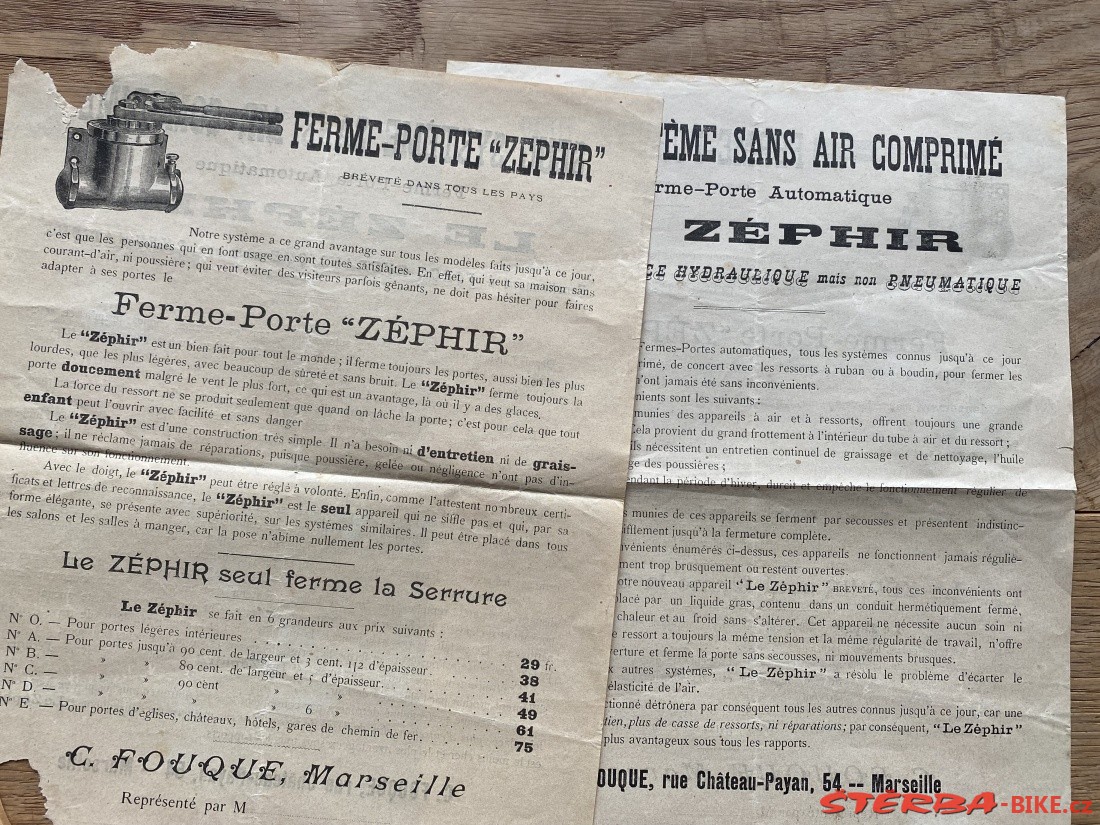 FERME-PORTE "ZEPHIR"
BREVETÉ DANS TOUS LES PAYS
Notre système a ce grand avantage sur tous les modèles faits jusqu'à ce jour,
c'est que les personnes qui en font usage en sont toutes satisfaites. En effet, qui veut sa maison sans
courant-d'air, ni poussière; qui veut éviter des visiteurs parfois gênants, ne doit pas hésiter pour faires
adapter à ses portes le
Ferme-Porte "ZÉPHIR"
Le "Zéphir" est un bien fait pour tout le monde; il ferme toujours les portes, aussi bien les plus
lourdes, que les plus légères, avec beaucoup de sûreté et sans bruit. Le "Zéphir" ferme toujours la
porte doucement malgré le vent le plus fort, ce qui est un avantage, là où il y a des glaces.
La force du ressort ne se produit seulement que quand on lâche la porte; c'est pour cela que tout
enfant peut l'ouvrir avec facilité et sans danger
Le "Zéphir" est d'une construction très simple. Il n'a besoin ni d'entretien ni de grais-
sage; il ne réclame jamais de réparations, puisque poussière, gelée ou négligence n'ont pas d'in-
fluence sur son fonctionnement.
Avec le doigt, le "Zéphir" peut être réglé à volonté. Enfin, comme l'attestent nombreux certi-
ficats et lettres de reconnaissance, le "Zéphir" est le seul appareil qui ne siffle pas et qui, par sa
forme élégante, se présente avec supériorité, sur les systèmes similaires. Il peut être placé dans tous
les salons et les salles à manger, car la pose n'abime nullement les portes.
Le ZÉPHIR seul ferme la Serrure
Le Zéphir se fait en 6 grandeurs aux prix suivants :
N° O. — Pour portes légères intérieures . . . 29 fr.
N° A. — Pour portes jusqu'à 90 cent. de largeur et 3 cent. 1/2 d'épaisseur. . . 38
N° B. — » » 80 cent. de largeur et 5 d'épaisseur. . . 41
N° C. — » » 90 cent » » . . . 49
N° D. — » » » 6 » . . . 61
N° E. — Pour portes d'églises, châteaux, hôtels, gares de chemin de fer. . . 75
C. FOUQUE, Marseille
Représenté par M
TÈME SANS AIR COMPRIMÉ
rme-Porte Automatique
ZÉPHIR
CE HYDRAULIQUE mais non PNEUMATIQUE
Fermes-Portes automatiques, tous les systèmes connus jusqu'à ce jour
rimé, de concert avec les ressorts à ruban ou à boudin, pour fermer les
n'ont jamais été sans inconvénients.
nients sont les suivants :
munies des appareils à air et à ressorts, offrent toujours une grande
Cela provient du grand frottement à l'intérieur du tube à air et du ressort;
ils nécessitent un entretien continuel de graissage et de nettoyage, l'huile
ge des poussières;
ndant la période d'hiver, durcit et empêche le fonctionnement régulier de
s munies de ces appareils se ferment par secousses et présentent indistinc-
sifflement jusqu'à la fermeture complète.
nvénients énumérés ci-dessus, ces appareils ne fonctionnent jamais réguliè-
ment trop brusquement ou restent ouvertes.
otre nouveau appareil "Le Zéphir" BREVETÉ, tous ces inconvénients ont
placé par un liquide gras, contenu dans un conduit hermétiquement fermé,
chaleur et au froid sans s'altérer. Cet appareil ne nécessite aucun soin ni
e ressort a toujours la même tension et la même régularité de travail, n'offre
verture et ferme la porte sans secousses, ni mouvements brusques.
x autres systèmes, "Le Zéphir" a résolu le problème d'écarter le
élasticité de l'air.
ctionné détrônera par conséquent tous les autres connus jusqu'à ce jour, car une
tien, plus de casse de ressorts, ni réparations; par conséquent, "Le Zéphir"
plus avantageux sous tous les rapports.
OUQUE, rue Château-Payan, 54 -- Marseille
ŠTERBA-BIKE.cz